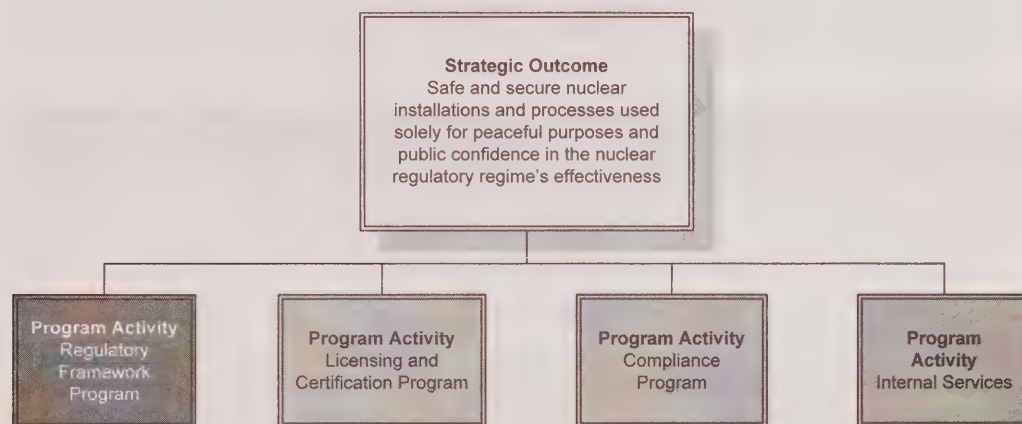 Strategic Outcome
Safe and secure nuclear
installations and processes used
solely for peaceful purposes and
public confidence in the nuclear
regulatory regime's effectiveness
Program Activity
Regulatory
Framework
Program
Program Activity
Licensing and
Certification Program
Program Activity
Compliance
Program
Program
Activity
Internal Services